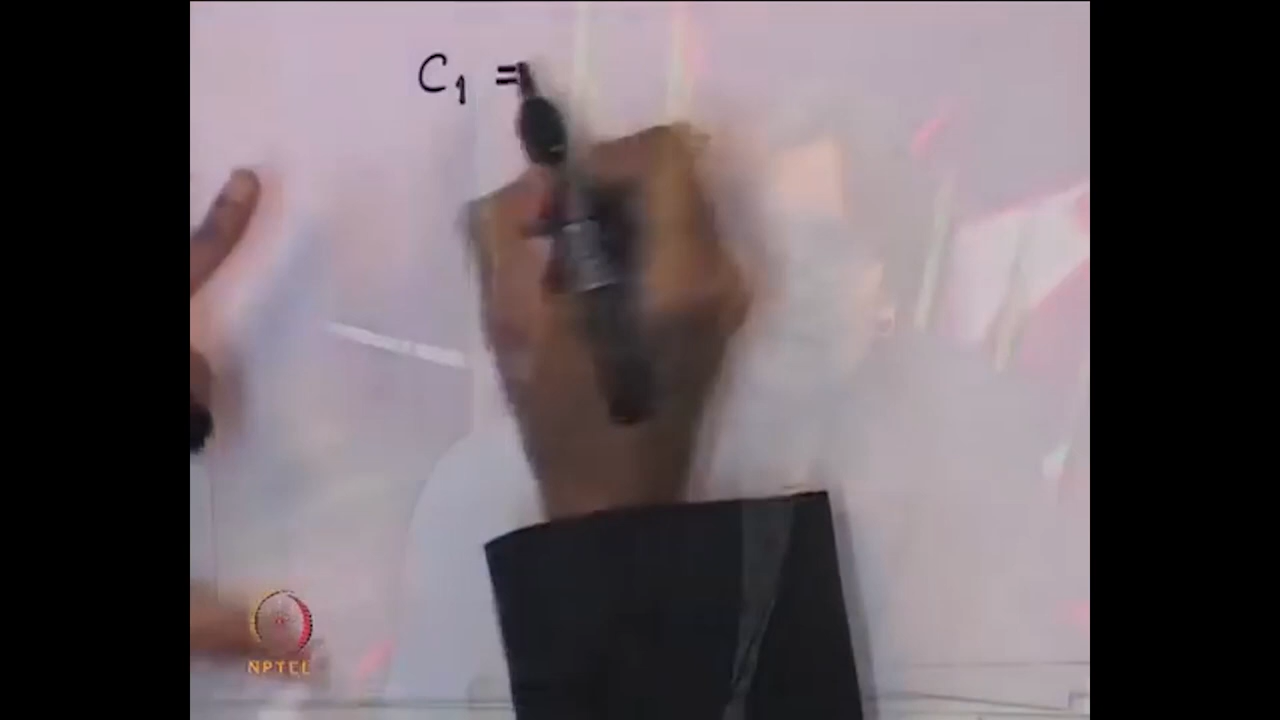 C₁ =
NPTEL